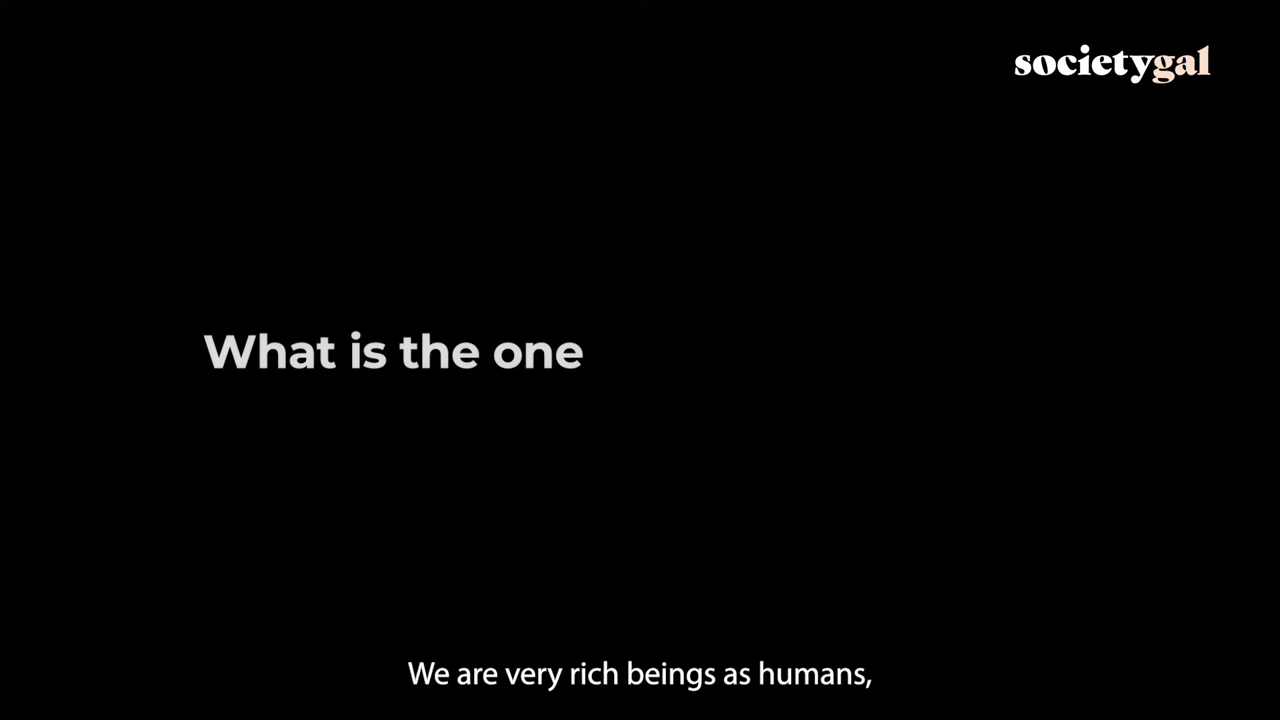 societygal
What is the one
We are very rich beings as humans,